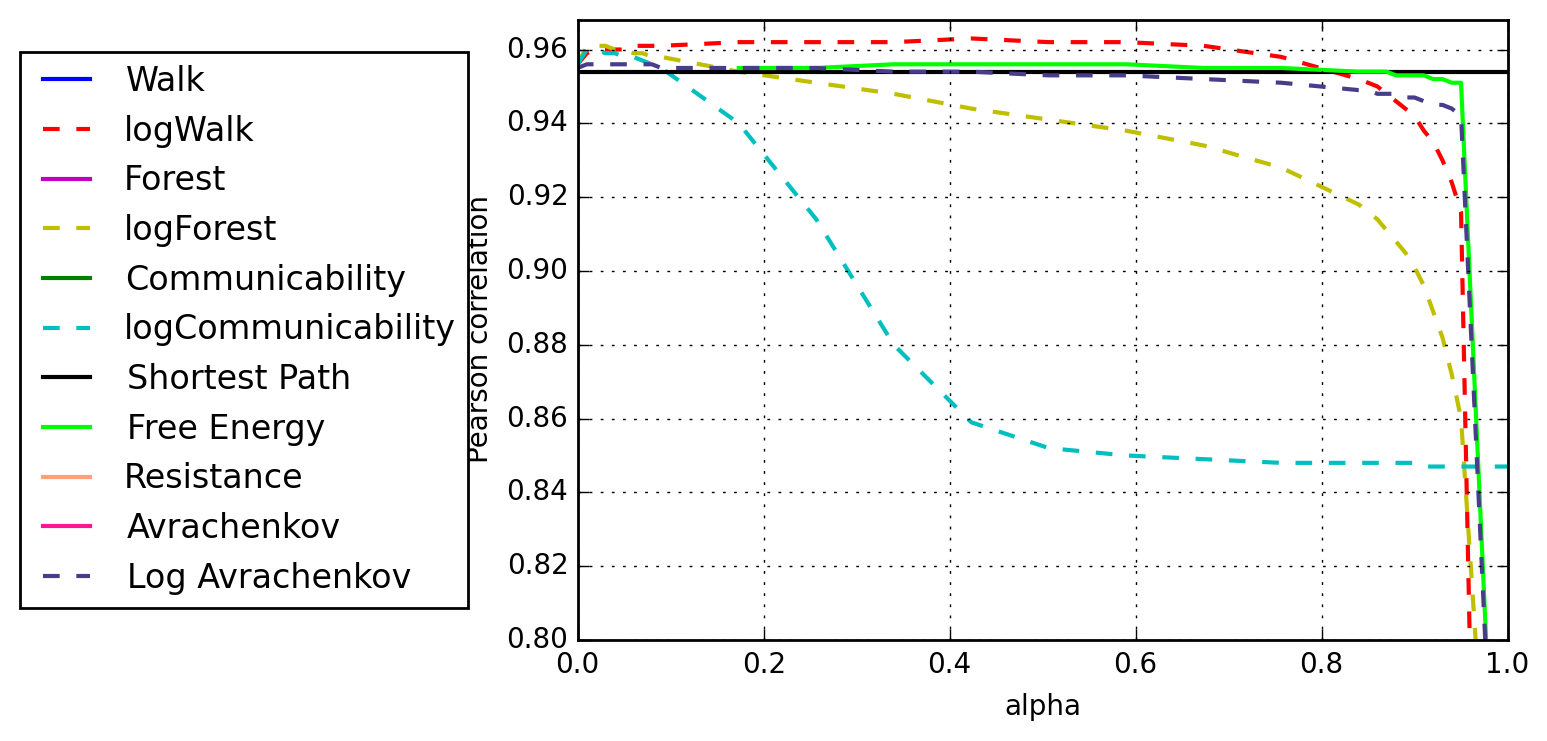 Walk
logWalk
Forest
logForest
Communicability
logCommunicability
Shortest Path
Free Energy
Resistance
Avrachenkov
Log Avrachenkov
Pearson correlation
0.96
0.94
0.92
0.90
0.88
0.86
0.84
0.82
0.80
0.0 0.2 0.4 0.6 0.8 1.0
alpha